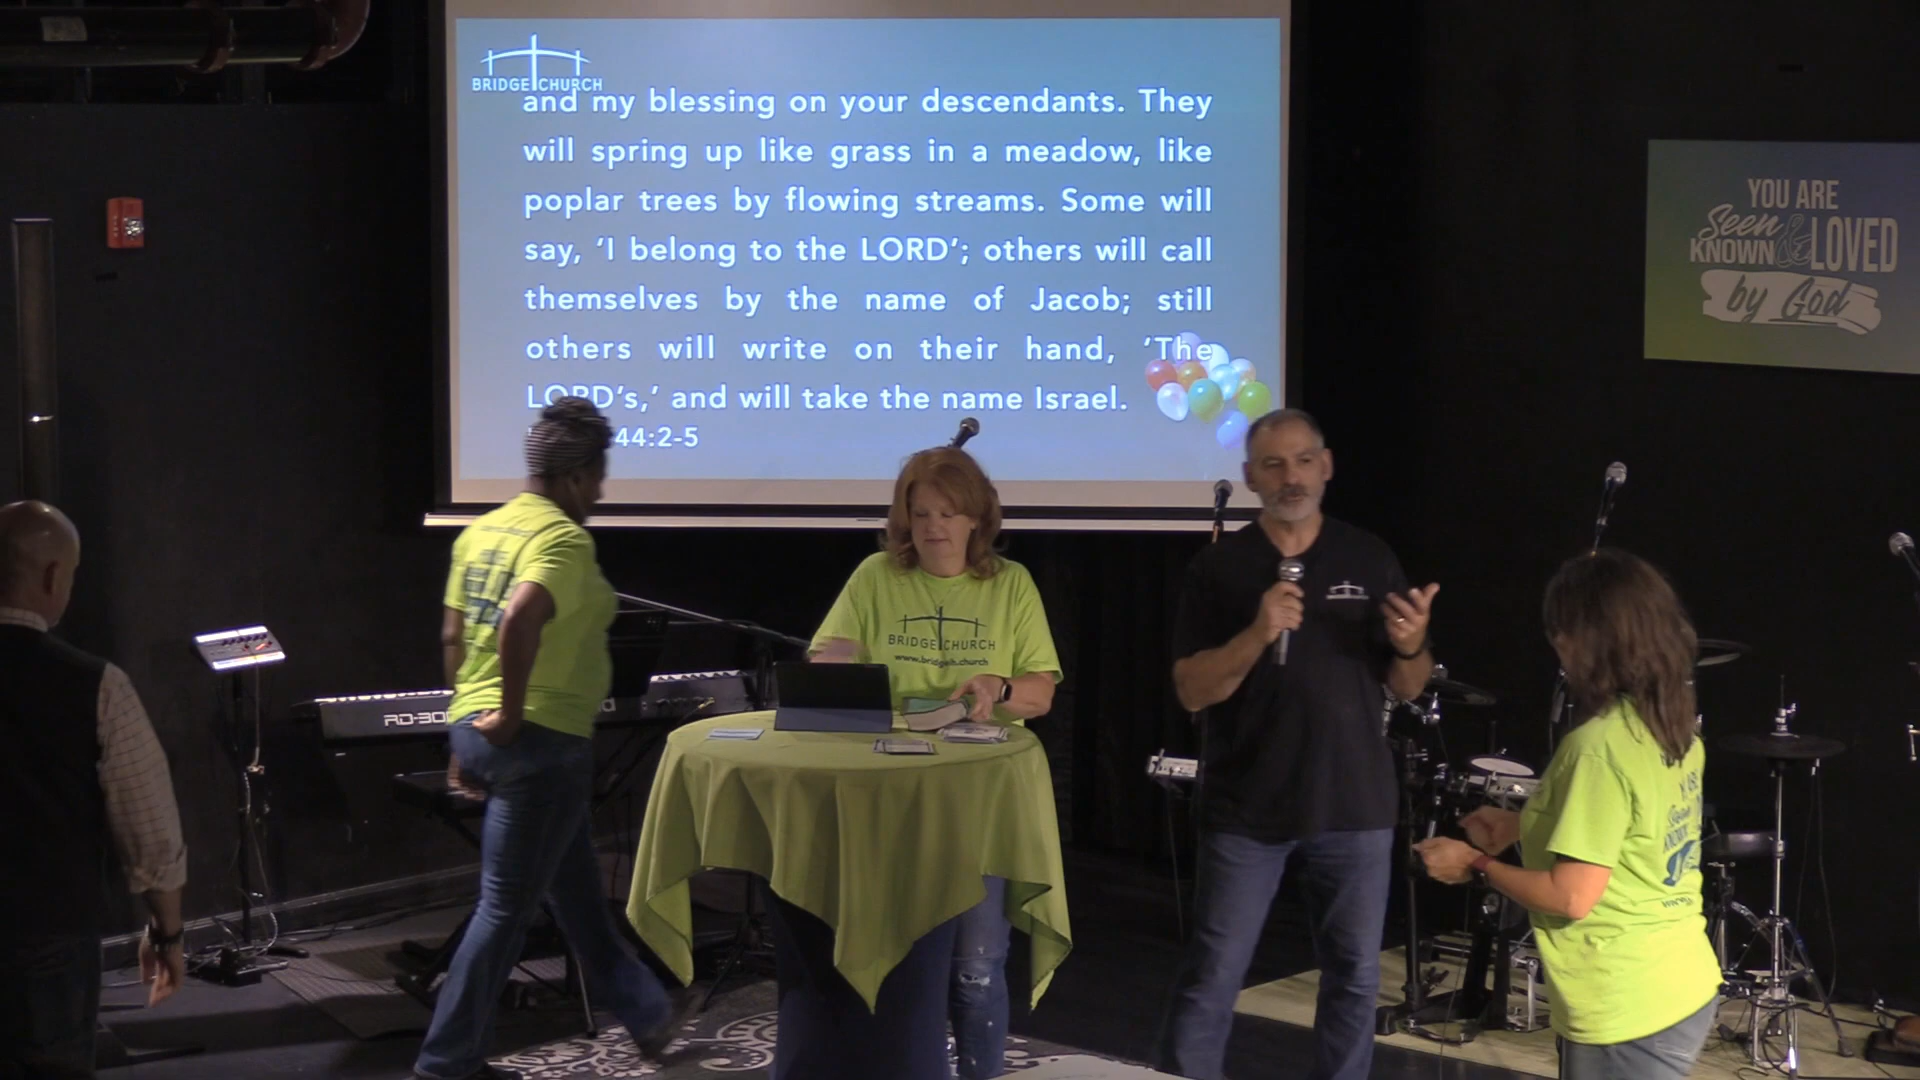 BRIDGE CHURCH
and my blessing on your descendants. They
will spring up like grass in a meadow, like
poplar trees by flowing streams. Some will
say, ‘I belong to the LORD’; others will call
themselves by the name of Jacob; still
others will write on their hand, ‘The
LORD’s,’ and will take the name Israel.
44:2-5
YOU ARE
Seen
KNOWN & LOVED
by God
BRIDGE CHURCH
www.bridgelh.church